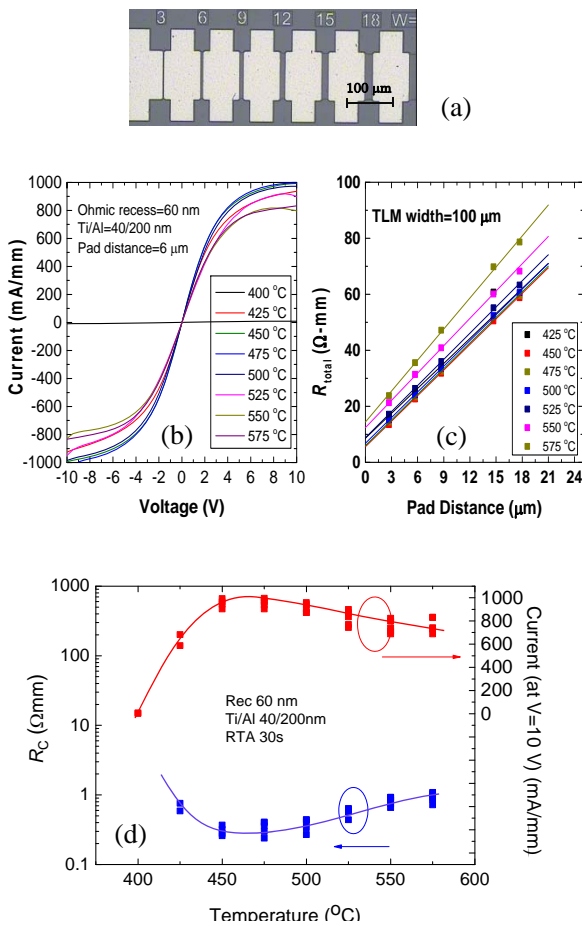 3 6 9 12 15 18 W=
100 μm
(a)
1000
800
600
400
200
0
-200
-400
-600
-800
-1000
Current (mA/mm)
Ohmic recess=60 nm
Ti/Al=40/200 nm
Pad distance=6 μm
400 °C
425 °C
450 °C
475 °C
500 °C
525 °C
550 °C
575 °C
(b)
-10 -8 -6 -4 -2 0 2 4 6 8 10
Voltage (V)
100
80
60
40
20
0
R total (Ω-mm)
TLM width=100 μm
425 °C
450 °C
475 °C
500 °C
525 °C
550 °C
575 °C
(c)
0 3 6 9 12 15 18 21 24
Pad Distance (μm)
1000
100
10
1
0.1
R C (Ωmm)
Rec 60 nm
Ti/Al 40/200nm
RTA 30s
(d)
1000
800
600
400
200
0
Current (at V=10 V) (mA/mm)
400 450 500 550 600
Temperature (OC)